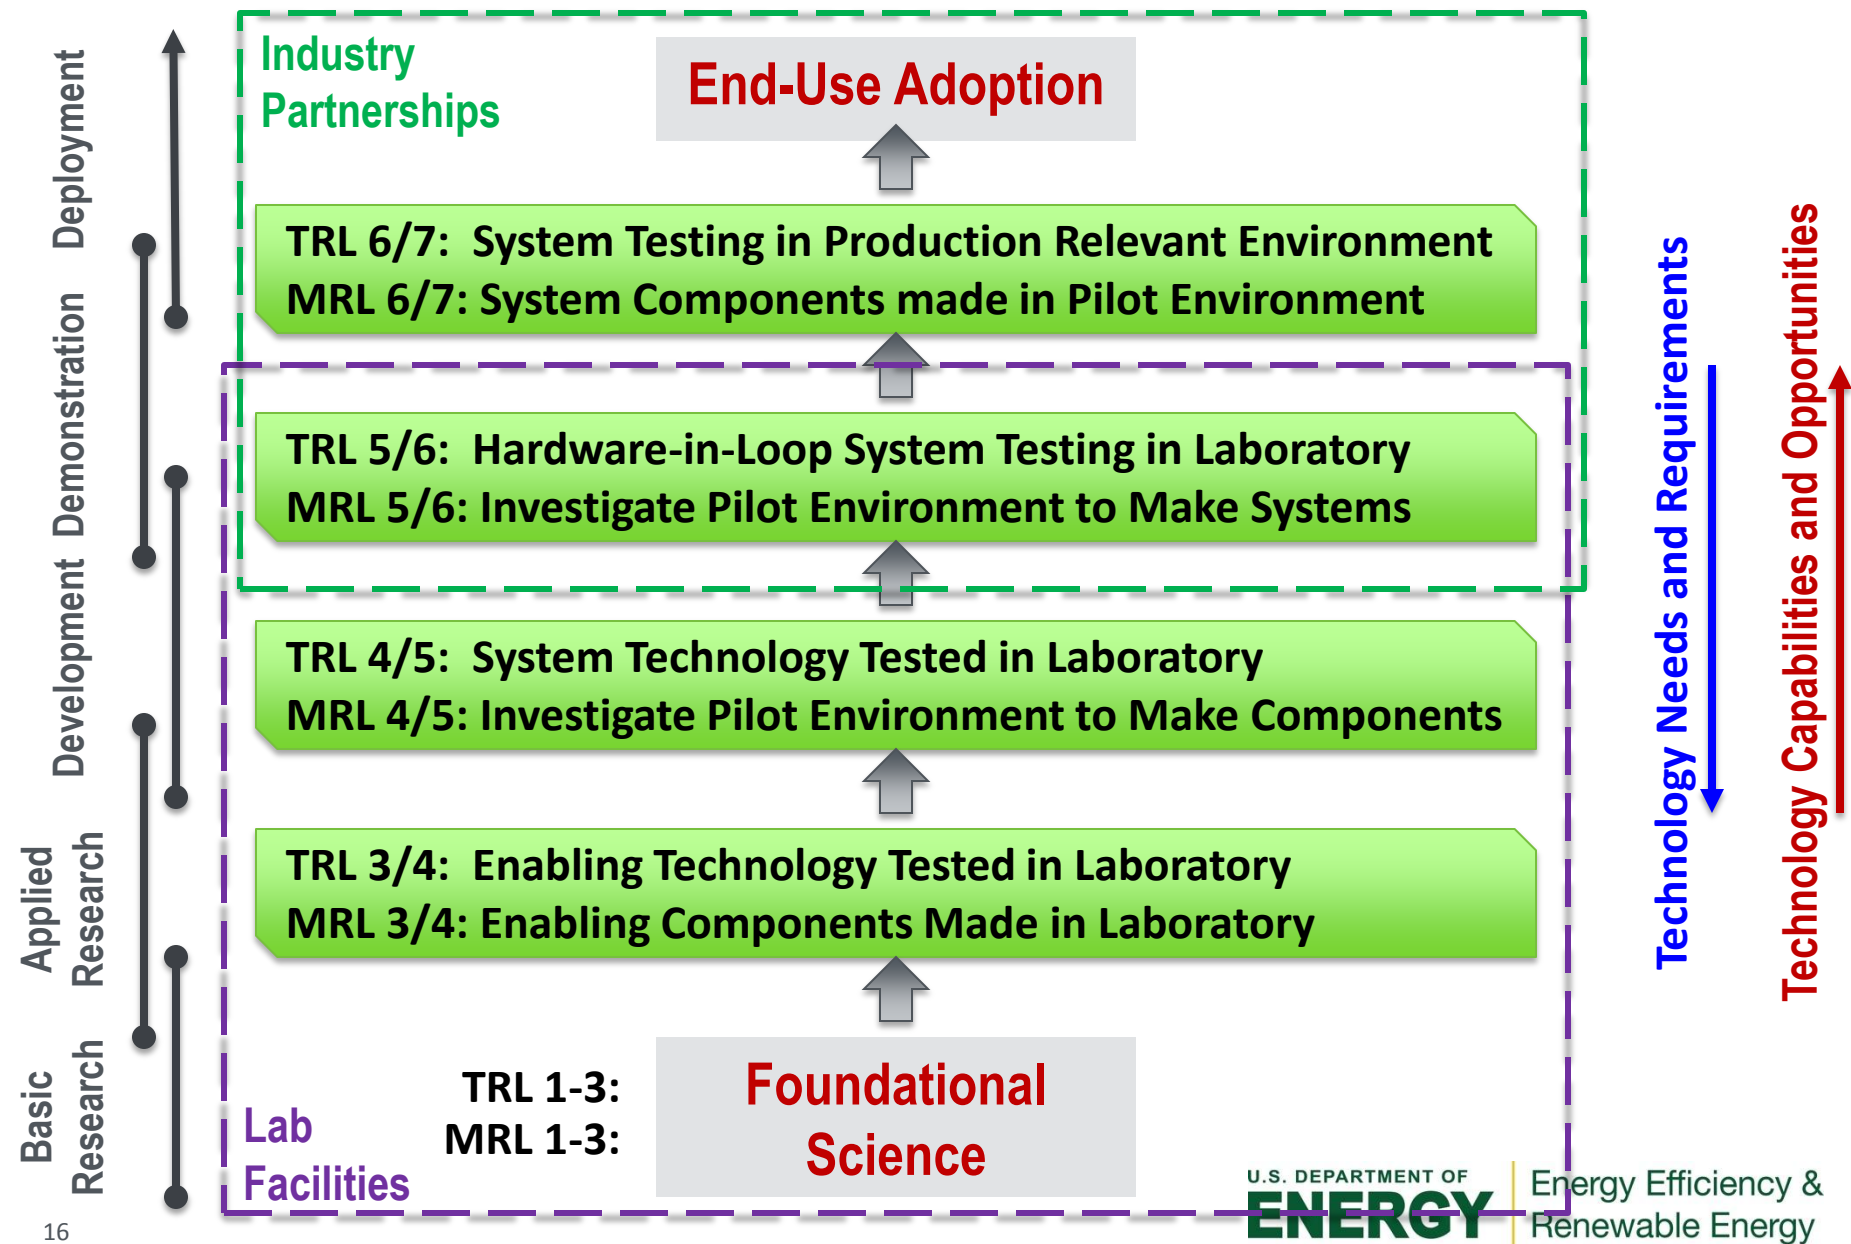 Industry
Partnerships
End-Use Adoption
TRL 6/7: System Testing in Production Relevant Environment
MRL 6/7: System Components made in Pilot Environment
TRL 5/6: Hardware-in-Loop System Testing in Laboratory
MRL 5/6: Investigate Pilot Environment to Make Systems
TRL 4/5: System Technology Tested in Laboratory
MRL 4/5: Investigate Pilot Environment to Make Components
TRL 3/4: Enabling Technology Tested in Laboratory
MRL 3/4: Enabling Components Made in Laboratory
TRL 1-3:
MRL 1-3:
Foundational
Science
Lab
Facilities
Deployment
Demonstration
Development
Applied
Research
Basic
Research
Technology Needs and Requirements
Technology Capabilities and Opportunities
U.S. DEPARTMENT OF
ENERGY
Energy Efficiency &
Renewable Energy
16